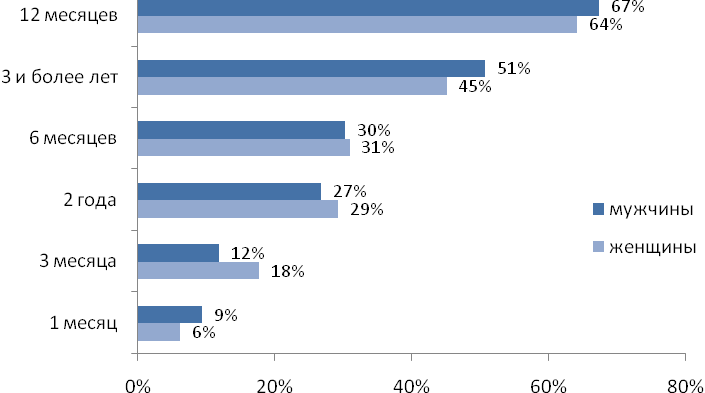 12 месяцев
67%
64%
3 и более лет
51%
45%
6 месяцев
30%
31%
2 года
27%
29%
3 месяца
12%
18%
1 месяц
9%
6%
мужчины
женщины
0%
20%
40%
60%
80%